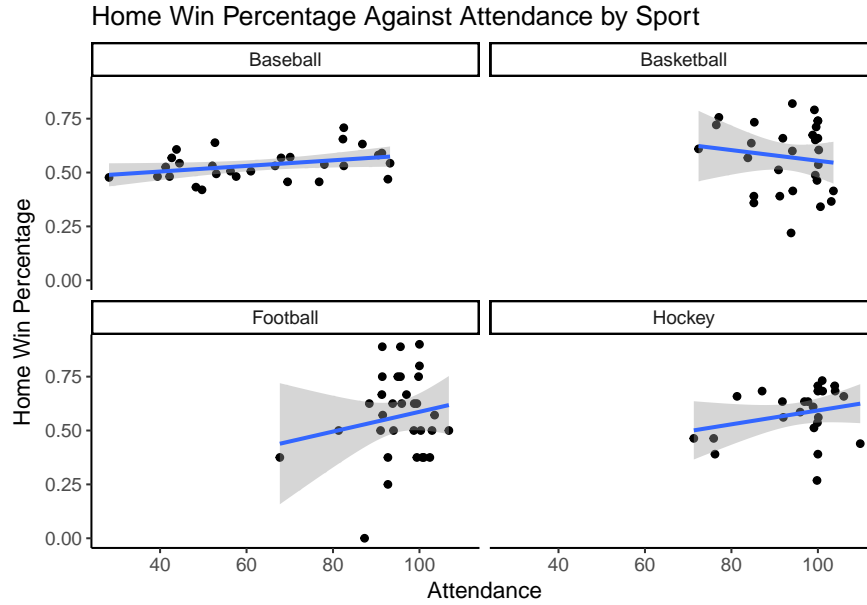 Home Win Percentage Against Attendance by Sport
Baseball
Basketball
0.75
0.50
0.25
0.00
Football
Hockey
0.75
0.50
0.25
0.00
Home Win Percentage
40 60 80 100
40 60 80 100
Attendance